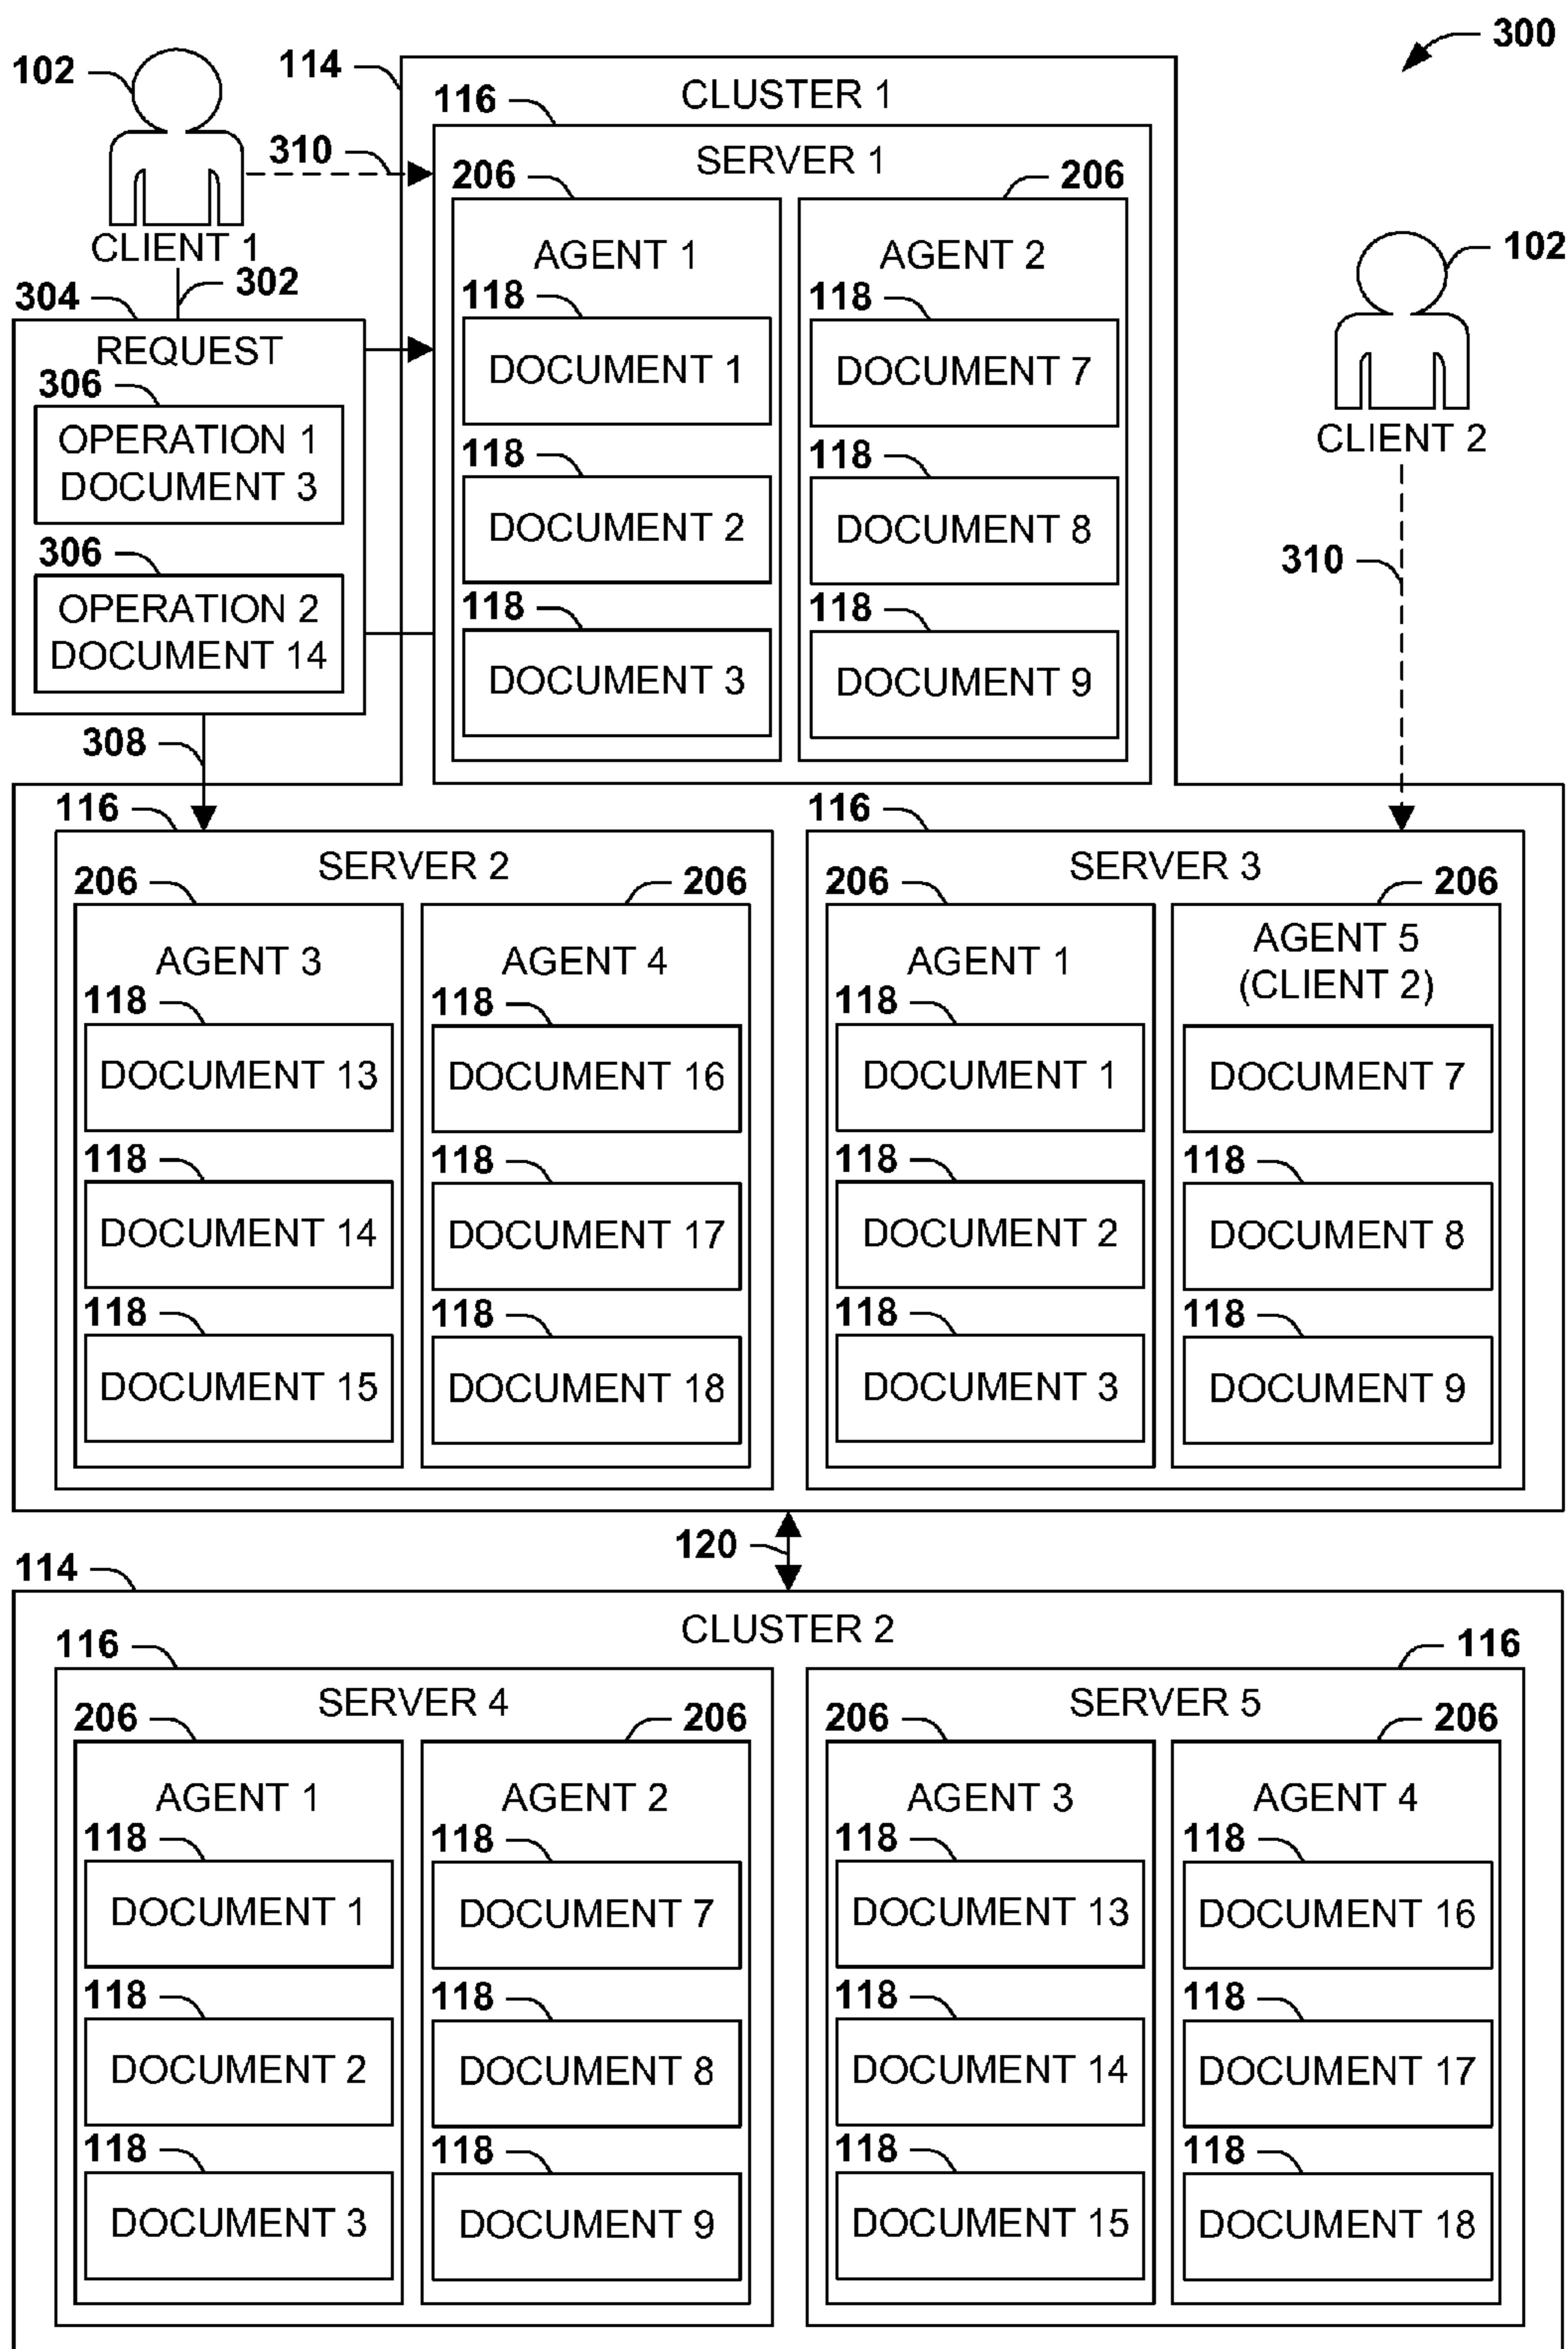 300
102
114
CLUSTER 1
116
SERVER 1
310
206
206
AGENT 1
AGENT 2
CLIENT 1
102
302
304
118
118
REQUEST
DOCUMENT 1
DOCUMENT 7
306
OPERATION 1
DOCUMENT 3
CLIENT 2
118
118
DOCUMENT 2
DOCUMENT 8
306
310
OPERATION 2
DOCUMENT 14
118
118
DOCUMENT 3
DOCUMENT 9
308
116
116
SERVER 2
SERVER 3
206
206
206
206
AGENT 3
AGENT 4
AGENT 1
AGENT 5
(CLIENT 2)
118
118
118
DOCUMENT 13
DOCUMENT 16
DOCUMENT 1
DOCUMENT 7
118
118
118
118
DOCUMENT 14
DOCUMENT 17
DOCUMENT 2
DOCUMENT 8
118
118
118
118
DOCUMENT 15
DOCUMENT 18
DOCUMENT 3
DOCUMENT 9
120
114
CLUSTER 2
116
116
SERVER 4
SERVER 5
206
206
206
206
AGENT 1
AGENT 2
AGENT 3
AGENT 4
118
118
118
118
DOCUMENT 1
DOCUMENT 7
DOCUMENT 13
DOCUMENT 16
118
118
118
118
DOCUMENT 2
DOCUMENT 8
DOCUMENT 14
DOCUMENT 17
118
118
118
118
DOCUMENT 3
DOCUMENT 9
DOCUMENT 15
DOCUMENT 18